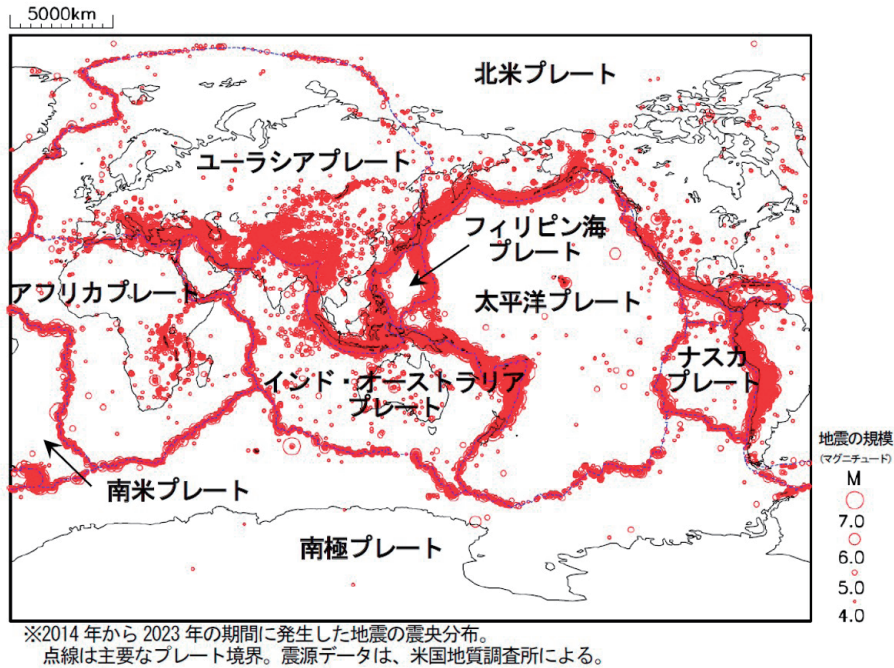 5000km
北米プレート
ユーラシアプレート
フィリピン海
プレート
アフリカプレート
太平洋プレート
ナスカ
プレート
インド・オーストラリア
プレート
南米プレート
南極プレート
地震の規模
(マグニチュード)
M
7.0
6.0
5.0
4.0
※2014年から2023年の期間に発生した地震の震央分布。
点線は主要なプレート境界。震源データは、米国地質調査所による。